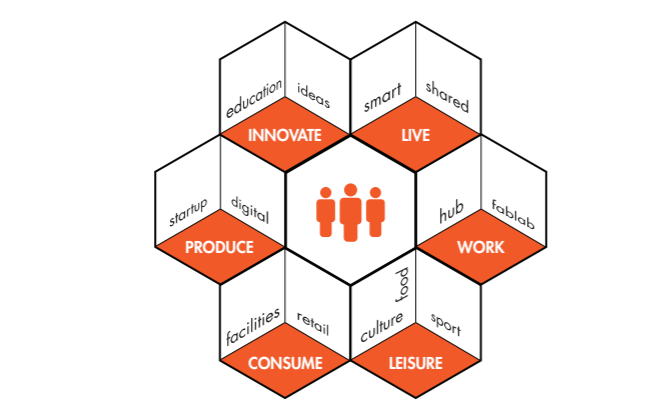 education
ideas
smart
shared
INNOVATE
LIVE
startup
digital
hub
fablab
PRODUCE
WORK
food
facilities
retail
culture
sport
CONSUME
LEISURE